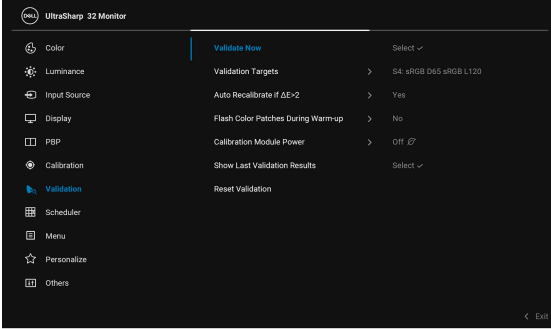 DELL UltraSharp 32 Monitor
Color
Luminance
Input Source
Display
PBP
Calibration
Validation
Scheduler
Menu
Personalize
Others
Validate Now Select
Validation Targets S4: sRGB D65 sRGB L120
Auto Recalibrate if ΔE>2 Yes
Flash Color Patches During Warm-up No
Calibration Module Power Off
Show Last Validation Results Select
Reset Validation
Exit